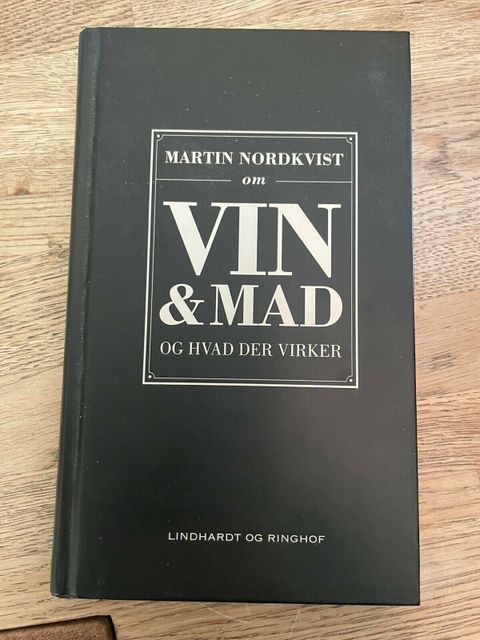 MARTIN NORDKVIST
om
VIN
& MAD
OG HVAD DER VIRKER
LINDHARDT OG RINGHOF